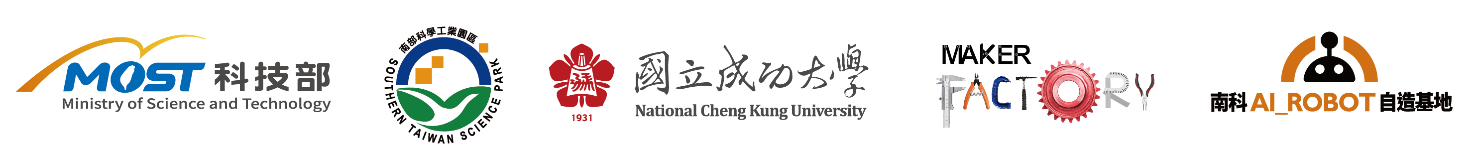 MOST 科技部
Ministry of Science and Technology
南部科學工業園區
SOUTHERN TAIWAN SCIENCE PARK
1931
國立成功大學
National Cheng Kung University
MAKER
FACTORY
南科 AI_ROBOT 自造基地